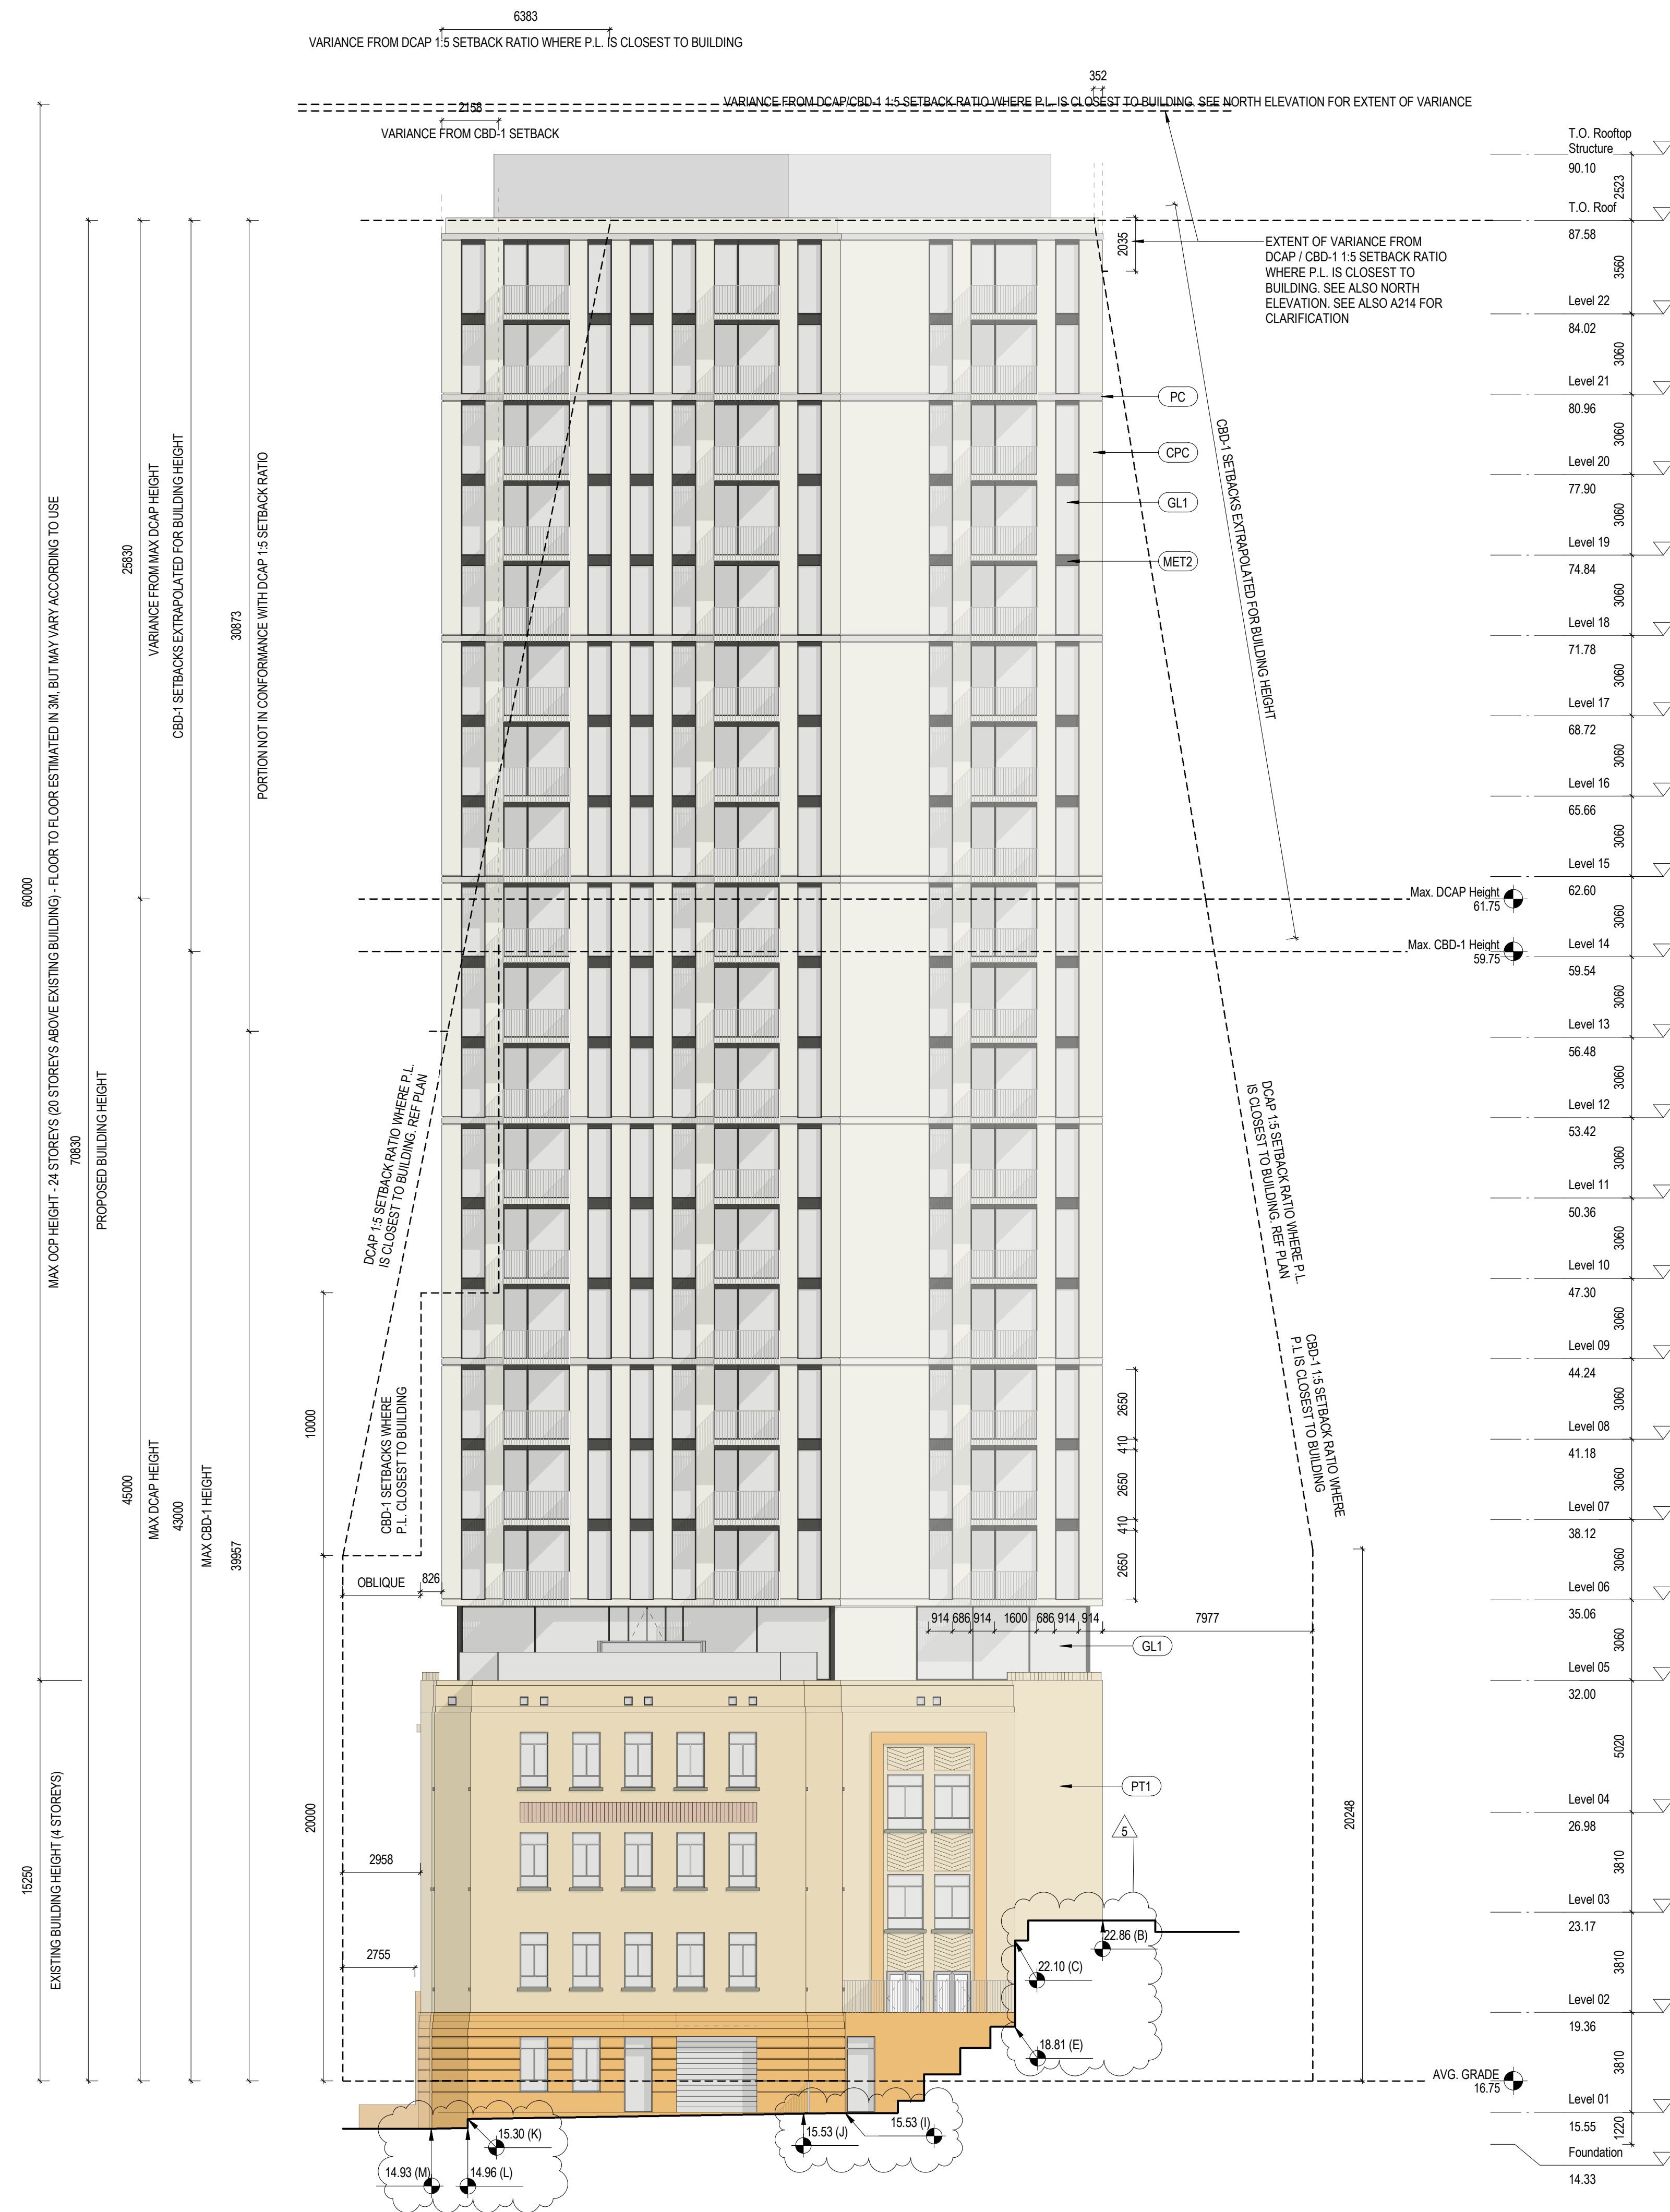 6383
VARIANCE FROM DCAP 1:5 SETBACK RATIO WHERE P.L. IS CLOSEST TO BUILDING
352
2158
VARIANCE FROM DCAP/CBD-1 1:5 SETBACK RATIO WHERE P.L. IS CLOSEST TO BUILDING. SEE NORTH ELEVATION FOR EXTENT OF VARIANCE
VARIANCE FROM CBD-1 SETBACK
EXTENT OF VARIANCE FROM
DCAP / CBD-1 1:5 SETBACK RATIO
WHERE P.L. IS CLOSEST TO
BUILDING. SEE ALSO NORTH
ELEVATION. SEE ALSO A214 FOR
CLARIFICATION
2035
PC
CPC
GL1
MET2
CBD-1 SETBACKS EXTRAPOLATED FOR BUILDING HEIGHT
60000
MAX OCP HEIGHT - 24 STOREYS (20 STOREYS ABOVE EXISTING BUILDING) - FLOOR TO FLOOR ESTIMATED IN 3M, BUT MAY VARY ACCORDING TO USE
70830
PROPOSED BUILDING HEIGHT
25830
VARIANCE FROM MAX DCAP HEIGHT
CBD-1 SETBACKS EXTRAPOLATED FOR BUILDING HEIGHT
30873
PORTION NOT IN CONFORMANCE WITH DCAP 1:5 SETBACK RATIO
Max. DCAP Height
61.75
Max. CBD-1 Height
59.75
DCAP 1:5 SETBACK RATIO WHERE P.L.
IS CLOSEST TO BUILDING. REF PLAN
DCAP 1:5 SETBACK RATIO WHERE P.L.
IS CLOSEST TO BUILDING. REF PLAN
CBD-1 1:5 SETBACK RATIO WHERE
P.L IS CLOSEST TO BUILDING
CBD-1 SETBACKS WHERE
P.L. CLOSEST TO BUILDING
10000
45000
MAX DCAP HEIGHT
43000
MAX CBD-1 HEIGHT
39957
2650
410
2650
410
2650
OBLIQUE
826
914
686
914
1600
686
914
914
7977
GL1
15250
EXISTING BUILDING HEIGHT (4 STOREYS)
20000
2958
2755
PT1
5
20248
22.86 (B)
22.10 (C)
18.81 (E)
15.53 (I)
15.53 (J)
15.30 (K)
14.93 (M)
14.96 (L)
AVG. GRADE
16.75
T.O. Rooftop
Structure
90.10
2523
T.O. Roof
87.58
3560
Level 22
84.02
3060
Level 21
80.96
3060
Level 20
77.90
3060
Level 19
74.84
3060
Level 18
71.78
3060
Level 17
68.72
3060
Level 16
65.66
3060
Level 15
62.60
3060
Level 14
59.54
3060
Level 13
56.48
3060
Level 12
53.42
3060
Level 11
50.36
3060
Level 10
47.30
3060
Level 09
44.24
3060
Level 08
41.18
3060
Level 07
38.12
3060
Level 06
35.06
3060
Level 05
32.00
5020
Level 04
26.98
3810
Level 03
23.17
3810
Level 02
19.36
3810
Level 01
15.55
1220
Foundation
14.33